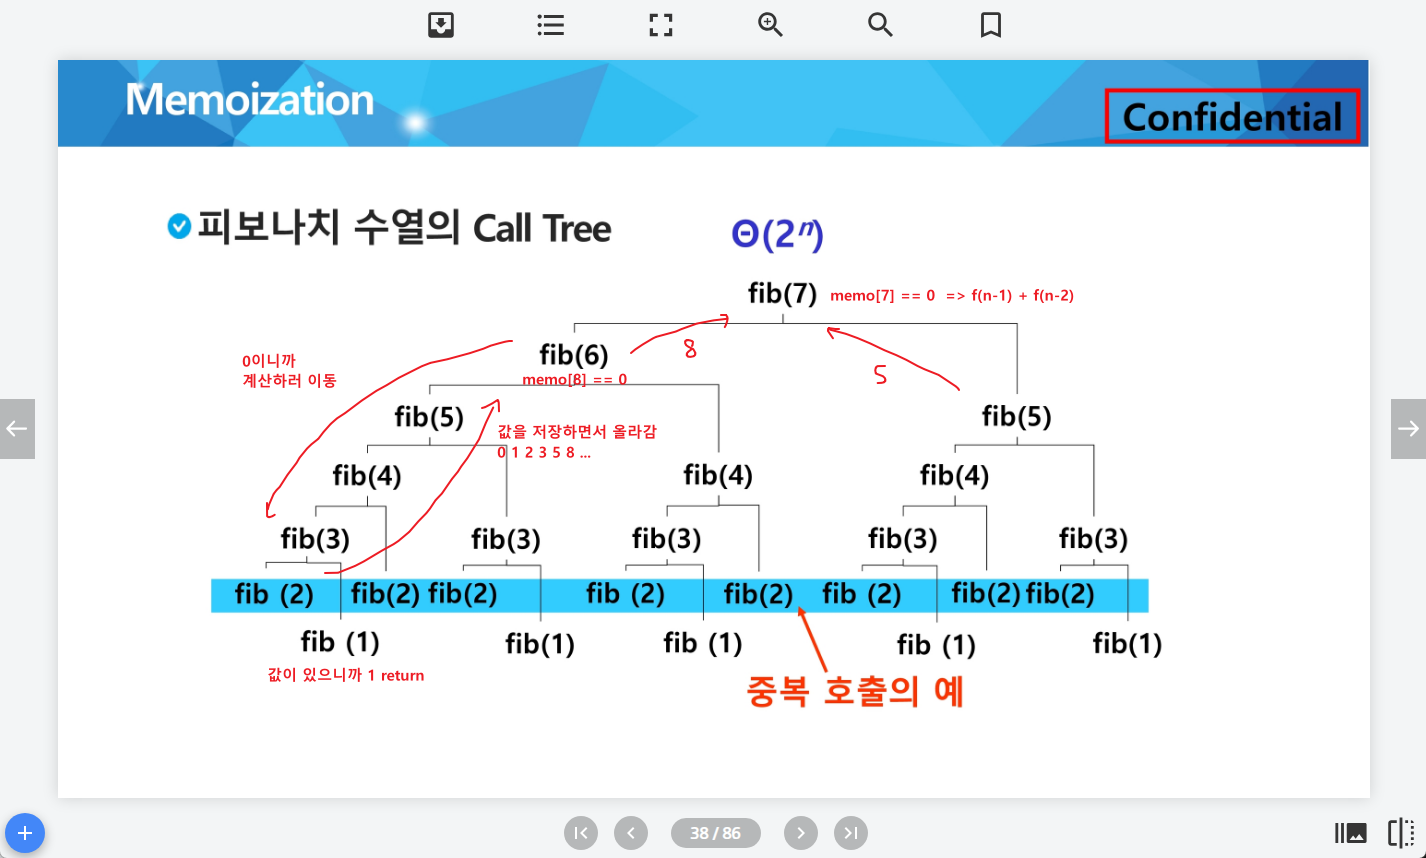 Memoization
Confidential
피보나치 수열의 Call Tree
Θ(2ⁿ)
fib(7)
memo[7] == 0 => f(n-1) + f(n-2)
0이니까
계산하러 이동
fib(6)
8
memo[8] == 0
5
fib(5)
fib(5)
값을 저장하면서 올라감
0 1 2 3 5 8 ...
fib(4)
fib(4)
fib(4)
fib(3)
fib(3)
fib(3)
fib(3)
fib(3)
fib (2)
fib(2)
fib(2)
fib (2)
fib(2)
fib (2)
fib(2)
fib(2)
fib (1)
fib(1)
fib (1)
fib (1)
fib(1)
값이 있으니까 1 return
중복 호출의 예
38 / 86